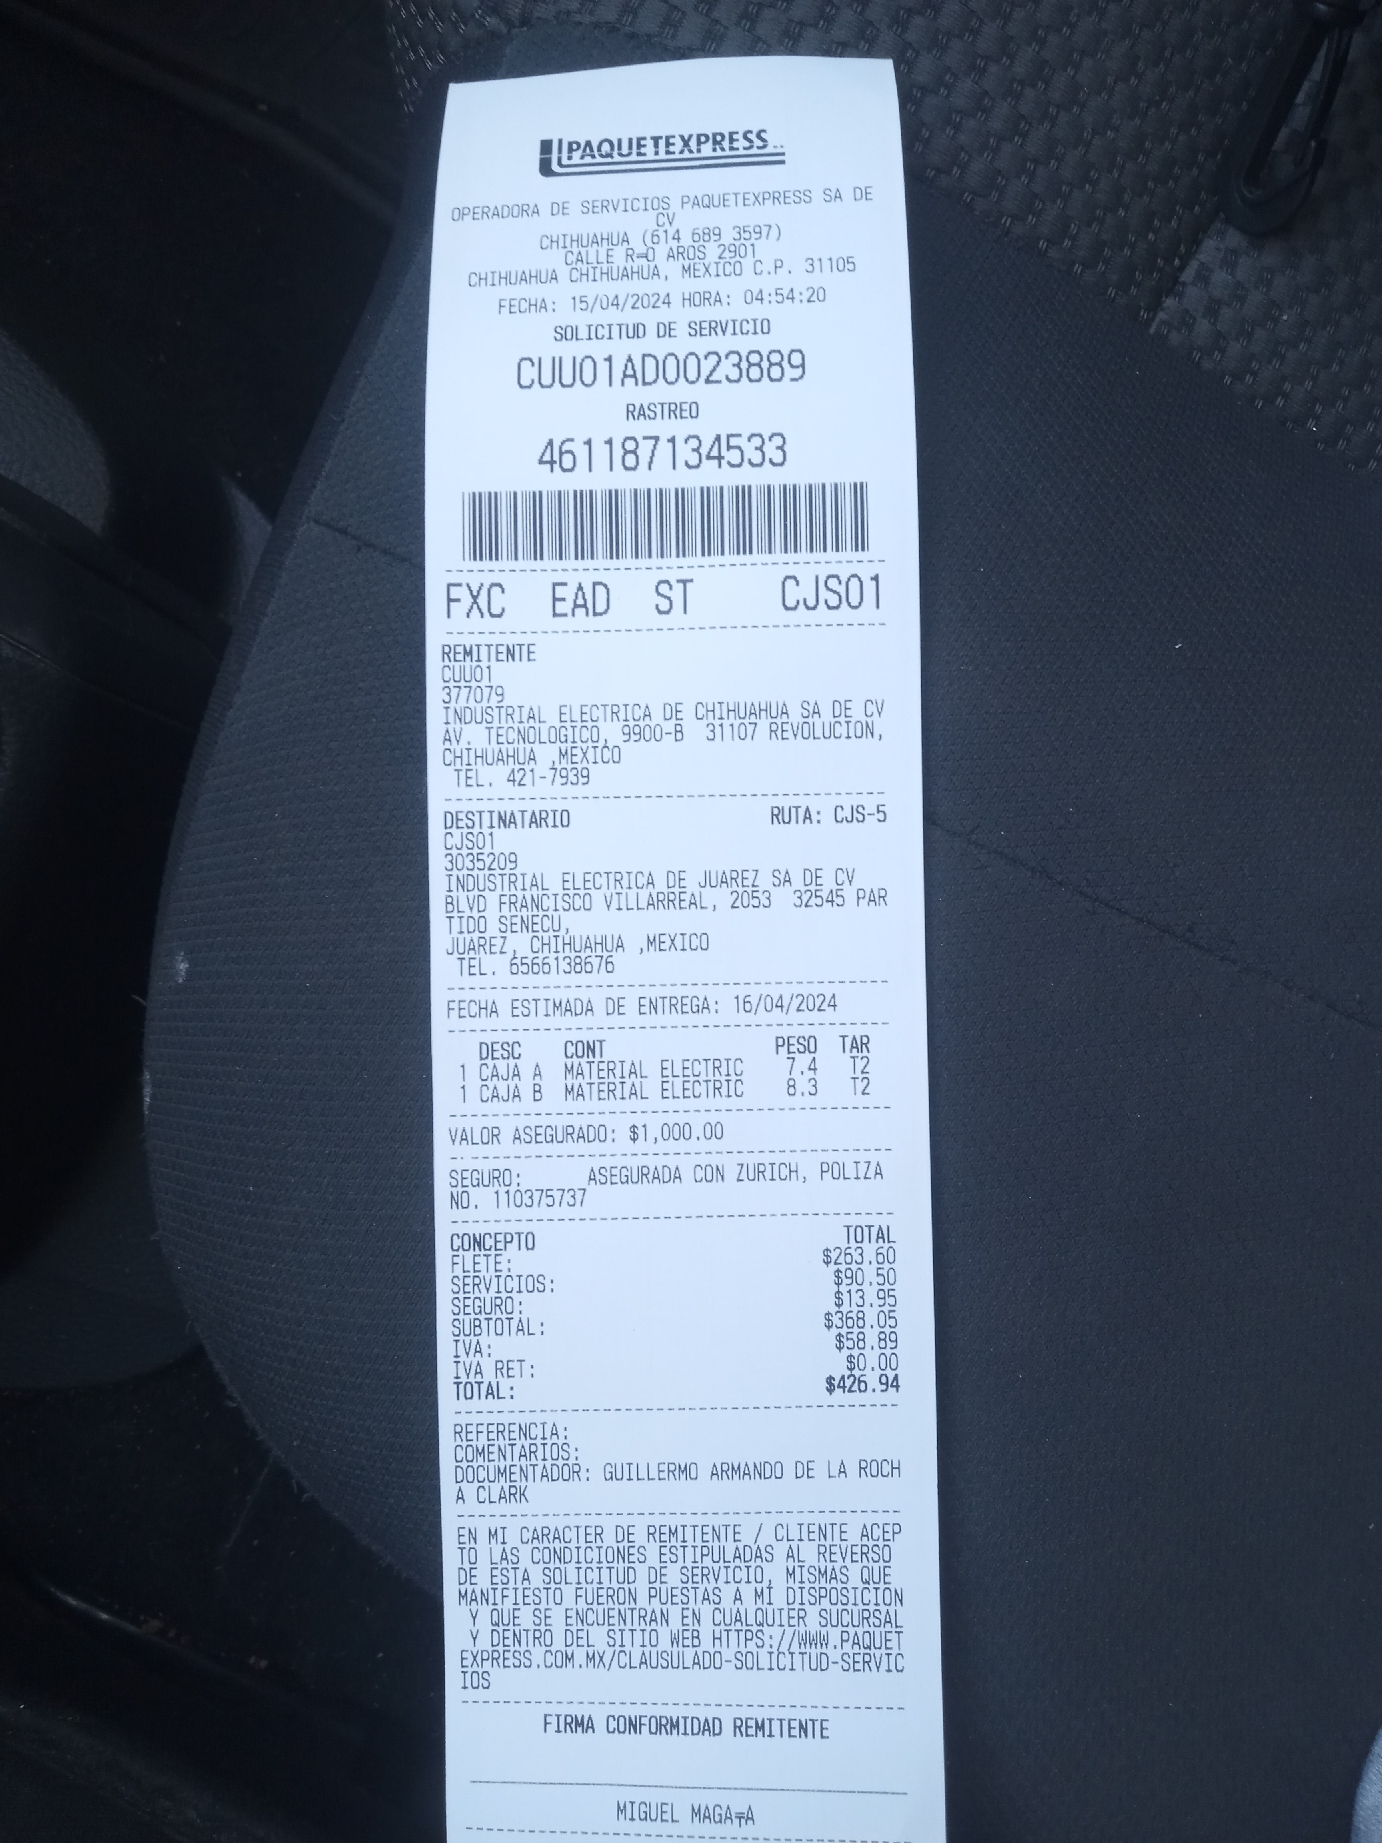 PAQUETEXPRESS..
OPERADORA DE SERVICIOS PAQUETEXPRESS SA DE
CV
CHIHUAHUA (614 689 3597)
CALLE R╤O AROS 2901
CHIHUAHUA CHIHUAHUA, MEXICO C.P. 31105
FECHA: 15/04/2024 HORA: 04:54:20
SOLICITUD DE SERVICIO
CUU01AD0023889
RASTREO
461187134533
FXC EAD ST CJS01
REMITENTE
CUU01
377079
INDUSTRIAL ELECTRICA DE CHIHUAHUA SA DE CV
AV. TECNOLOGICO, 9900-B 31107 REVOLUCION,
CHIHUAHUA ,MEXICO
TEL. 421-7939
DESTINATARIO RUTA: CJS-5
CJS01
3035209
INDUSTRIAL ELECTRICA DE JUAREZ SA DE CV
BLVD FRANCISCO VILLARREAL, 2053 32545 PAR
TIDO SENECU,
JUAREZ, CHIHUAHUA ,MEXICO
TEL. 6566138676
FECHA ESTIMADA DE ENTREGA: 16/04/2024
DESC CONT PESO TAR
1 CAJA A MATERIAL ELECTRIC 7.4 T2
1 CAJA B MATERIAL ELECTRIC 8.3 T2
VALOR ASEGURADO: $1,000.00
SEGURO: ASEGURADA CON ZURICH, POLIZA
NO. 110375737
CONCEPTO TOTAL
FLETE: $263.60
SERVICIOS: $90.50
SEGURO: $13.95
SUBTOTAL: $368.05
IVA: $58.89
IVA RET: $0.00
TOTAL: $426.94
REFERENCIA:
COMENTARIOS:
DOCUMENTADOR: GUILLERMO ARMANDO DE LA ROCH
A CLARK
EN MI CARACTER DE REMITENTE / CLIENTE ACEP
TO LAS CONDICIONES ESTIPULADAS AL REVERSO
DE ESTA SOLICITUD DE SERVICIO, MISMAS QUE
MANIFIESTO FUERON PUESTAS A MI DISPOSICION
Y QUE SE ENCUENTRAN EN CUALQUIER SUCURSAL
Y DENTRO DEL SITIO WEB HTTPS://WWW.PAQUET
EXPRESS.COM.MX/CLAUSULADO-SOLICITUD-SERVIC
IOS
FIRMA CONFORMIDAD REMITENTE
MIGUEL MAGA╤A